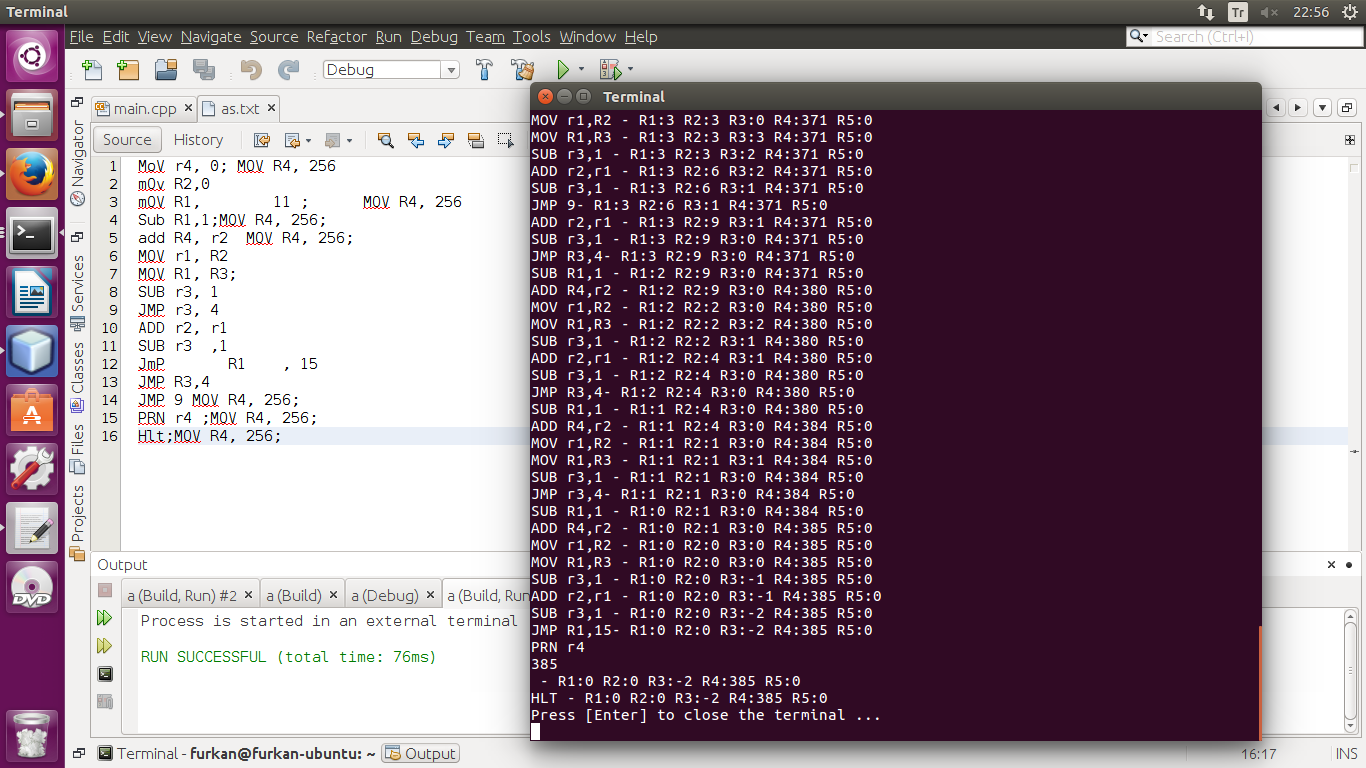 Terminal
Tr
22:56
File Edit View Navigate Source Refactor Run Debug Team Tools Window Help
Search (Ctrl+I)
Debug
main.cpp
as.txt
Source
History
Navigator
Services
Classes
Files
Projects
1 MoV r4, 0; MOV R4, 256
2 mOv R2,0
3 mOV R1, 11 ; MOV R4, 256
4 Sub R1,1;MOV R4, 256;
5 add R4, r2 MOV R4, 256;
6 MOV r1, R2
7 MOV R1, R3;
8 SUB r3, 1
9 JMP r3, 4
10 ADD r2, r1
11 SUB r3 ,1
12 JmP R1 , 15
13 JMP R3,4
14 JMP 9 MOV R4, 256;
15 PRN r4 ;MOV R4, 256;
16 Hlt;MOV R4, 256;
Output
a (Build, Run) #2
a (Build)
a (Debug)
a (Build, Run
Process is started in an external terminal
RUN SUCCESSFUL (total time: 76ms)
Terminal
MOV r1,R2 - R1:3 R2:3 R3:0 R4:371 R5:0
MOV R1,R3 - R1:3 R2:3 R3:3 R4:371 R5:0
SUB r3,1 - R1:3 R2:3 R3:2 R4:371 R5:0
ADD r2,r1 - R1:3 R2:6 R3:2 R4:371 R5:0
SUB r3,1 - R1:3 R2:6 R3:1 R4:371 R5:0
JMP 9- R1:3 R2:6 R3:1 R4:371 R5:0
ADD r2,r1 - R1:3 R2:9 R3:1 R4:371 R5:0
SUB r3,1 - R1:3 R2:9 R3:0 R4:371 R5:0
JMP R3,4- R1:3 R2:9 R3:0 R4:371 R5:0
SUB R1,1 - R1:2 R2:9 R3:0 R4:371 R5:0
ADD R4,r2 - R1:2 R2:9 R3:0 R4:380 R5:0
MOV r1,R2 - R1:2 R2:2 R3:0 R4:380 R5:0
MOV R1,R3 - R1:2 R2:2 R3:2 R4:380 R5:0
SUB r3,1 - R1:2 R2:2 R3:1 R4:380 R5:0
ADD r2,r1 - R1:2 R2:4 R3:1 R4:380 R5:0
SUB r3,1 - R1:2 R2:4 R3:0 R4:380 R5:0
JMP R3,4- R1:2 R2:4 R3:0 R4:380 R5:0
SUB R1,1 - R1:1 R2:4 R3:0 R4:380 R5:0
ADD R4,r2 - R1:1 R2:4 R3:0 R4:384 R5:0
MOV r1,R2 - R1:1 R2:1 R3:0 R4:384 R5:0
MOV R1,R3 - R1:1 R2:1 R3:1 R4:384 R5:0
SUB r3,1 - R1:1 R2:1 R3:0 R4:384 R5:0
JMP r3,4- R1:1 R2:1 R3:0 R4:384 R5:0
SUB R1,1 - R1:0 R2:1 R3:0 R4:384 R5:0
ADD R4,r2 - R1:0 R2:1 R3:0 R4:385 R5:0
MOV r1,R2 - R1:0 R2:0 R3:0 R4:385 R5:0
MOV R1,R3 - R1:0 R2:0 R3:0 R4:385 R5:0
SUB r3,1 - R1:0 R2:0 R3:-1 R4:385 R5:0
ADD r2,r1 - R1:0 R2:0 R3:-1 R4:385 R5:0
SUB r3,1 - R1:0 R2:0 R3:-2 R4:385 R5:0
JMP R1,15- R1:0 R2:0 R3:-2 R4:385 R5:0
PRN r4
385
- R1:0 R2:0 R3:-2 R4:385 R5:0
HLT - R1:0 R2:0 R3:-2 R4:385 R5:0
Press [Enter] to close the terminal ...
Terminal - furkan@furkan-ubuntu: ~
Output
16:17
INS
DVD